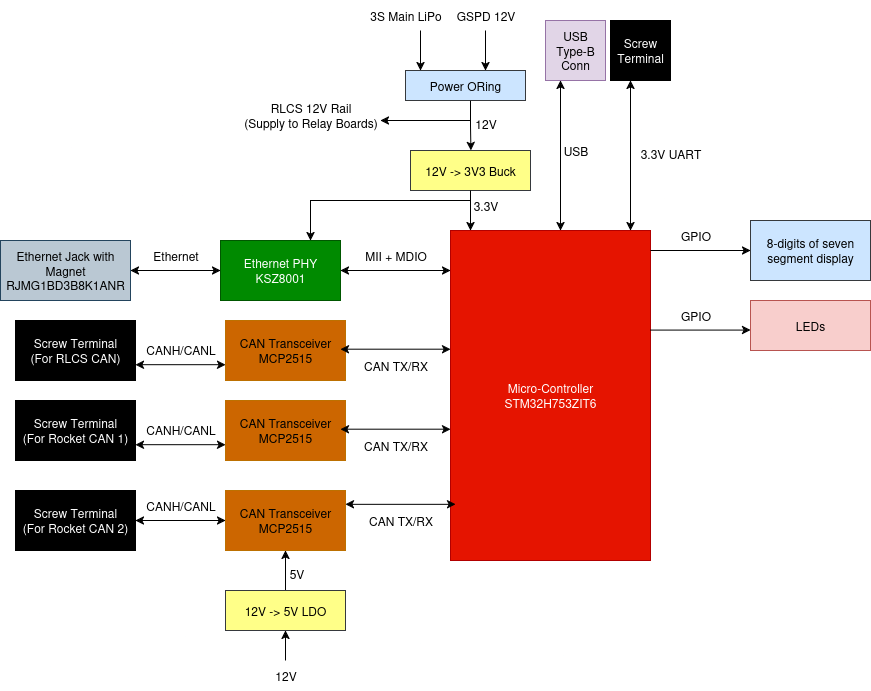 3S Main LiPo
GSPD 12V
USB
Type-B
Conn
Screw
Terminal
Power ORing
RLCS 12V Rail
(Supply to Relay Boards)
12V
USB
3.3V UART
12V -> 3V3 Buck
3.3V
Ethernet Jack with
Magnet
RJMG1BD3B8K1ANR
Ethernet
Ethernet PHY
KSZ8001
MII + MDIO
GPIO
8-digits of seven
segment display
Screw Terminal
(For RLCS CAN)
CANH/CANL
CAN Transceiver
MCP2515
CAN TX/RX
GPIO
LEDs
Micro-Controller
STM32H753ZIT6
Screw Terminal
(For Rocket CAN 1)
CANH/CANL
CAN Transceiver
MCP2515
CAN TX/RX
Screw Terminal
(For Rocket CAN 2)
CANH/CANL
CAN Transceiver
MCP2515
CAN TX/RX
5V
12V -> 5V LDO
12V